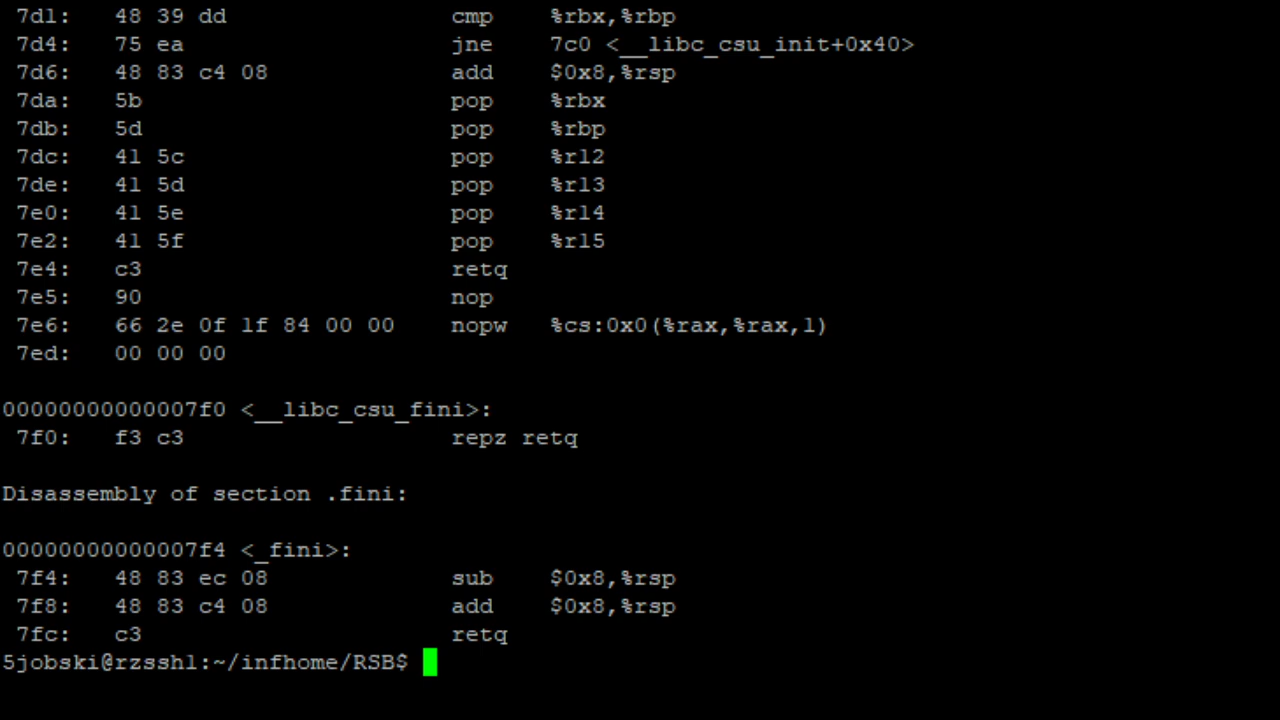 7d1: 48 39 dd cmp %rbx,%rbp
7d4: 75 ea jne 7c0 <__libc_csu_init+0x40>
7d6: 48 83 c4 08 add $0x8,%rsp
7da: 5b pop %rbx
7db: 5d pop %rbp
7dc: 41 5c pop %r12
7de: 41 5d pop %r13
7e0: 41 5e pop %r14
7e2: 41 5f pop %r15
7e4: c3 retq
7e5: 90 nop
7e6: 66 2e 0f 1f 84 00 00 nopw %cs:0x0(%rax,%rax,1)
7ed: 00 00 00
00000000000007f0 <__libc_csu_fini>:
7f0: f3 c3 repz retq
Disassembly of section .fini:
00000000000007f4 <_fini>:
7f4: 48 83 ec 08 sub $0x8,%rsp
7f8: 48 83 c4 08 add $0x8,%rsp
7fc: c3 retq
5jobski@rzssh1:~/infhome/RSB$